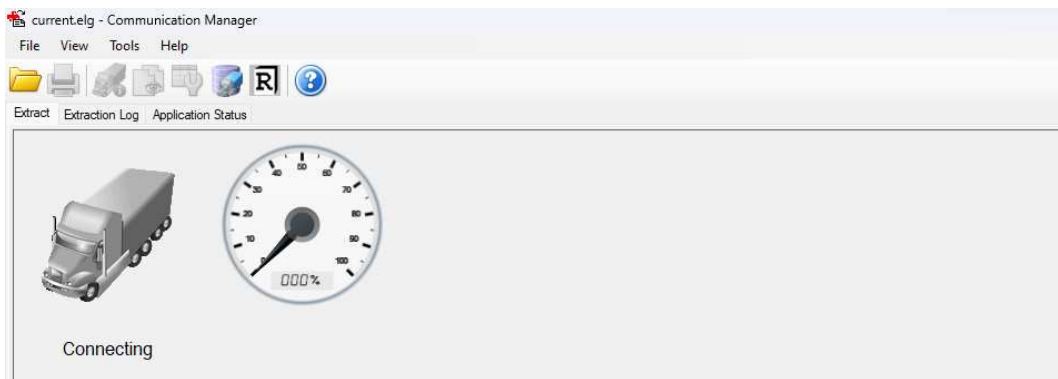 current.elg - Communication Manager
File View Tools Help
R
Extract Extraction Log Application Status
0
10
20
30
40
50
60
70
80
90
100
000%
Connecting